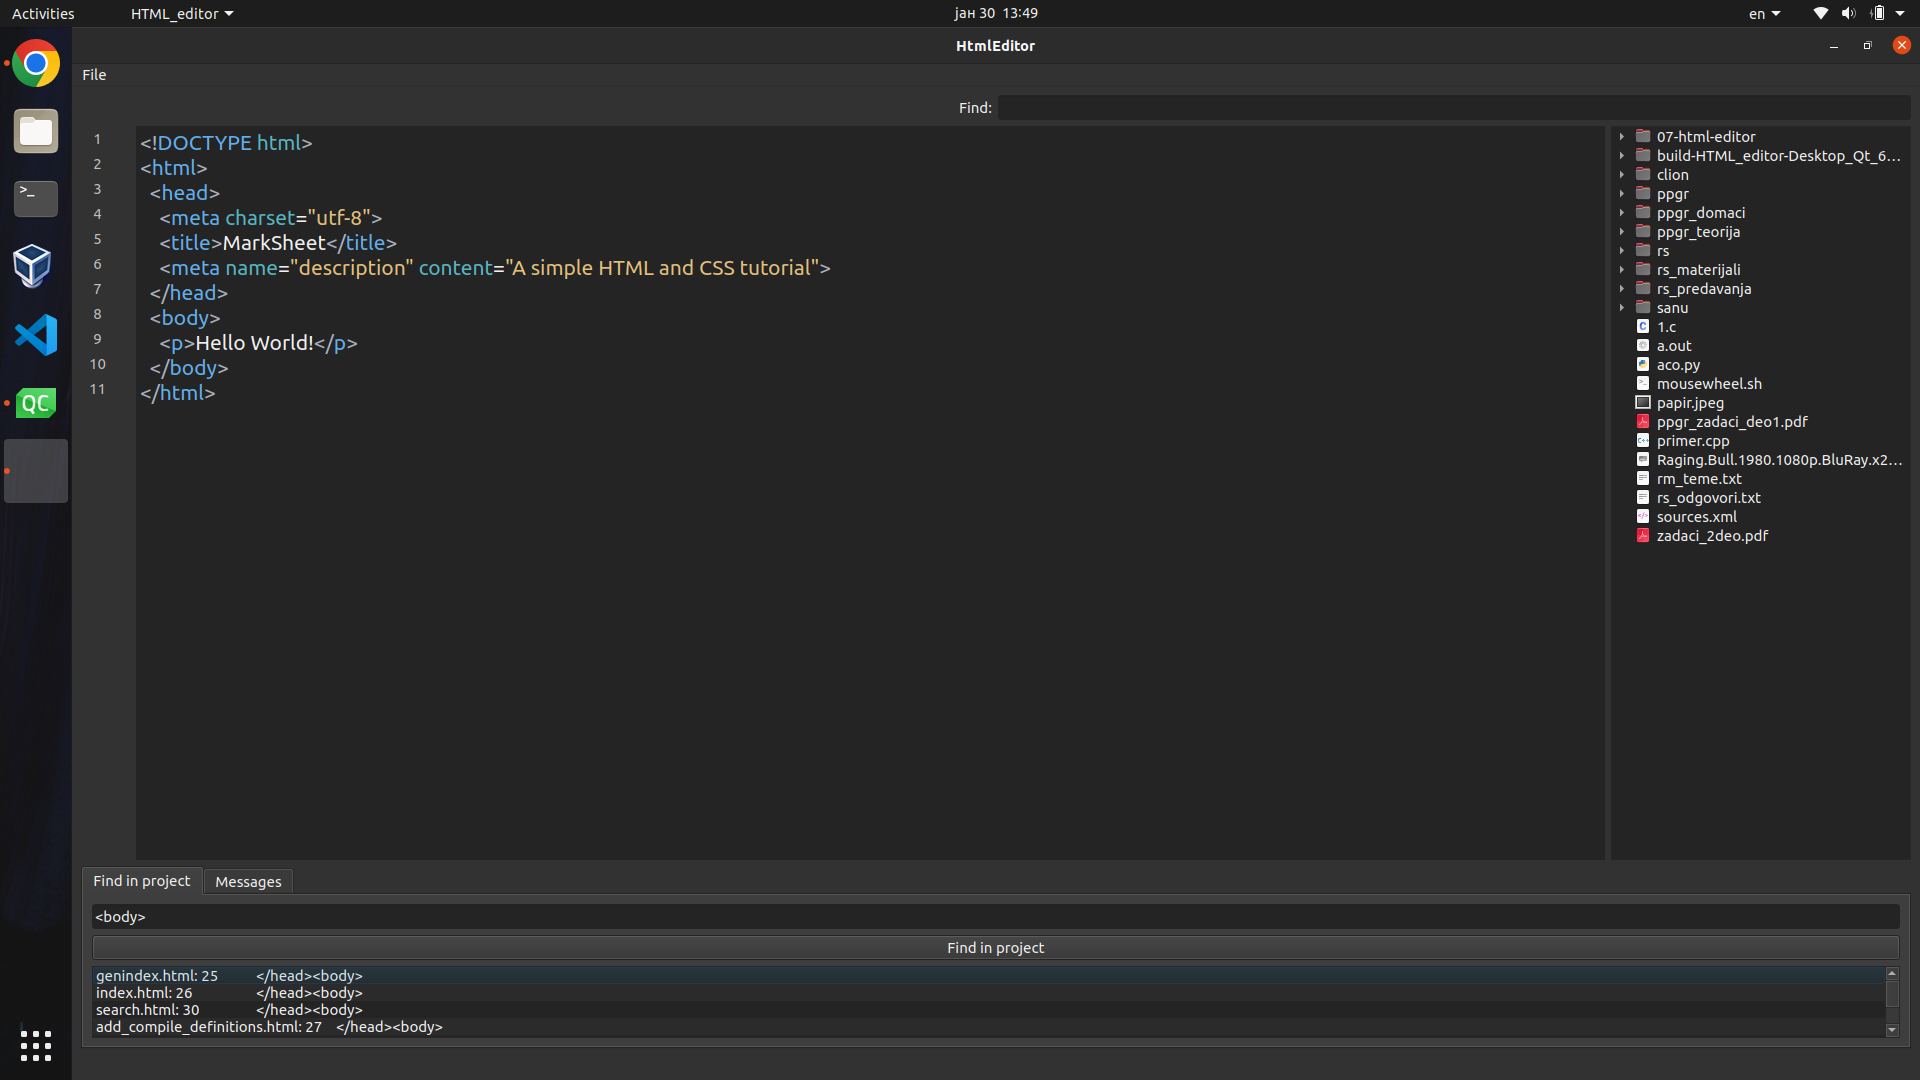 Activities
HTML_editor
јан 30 13:49
en
HtmlEditor
File
Find:
1 <!DOCTYPE html>
2 <html>
3 <head>
4 <meta charset="utf-8">
5 <title>MarkSheet</title>
6 <meta name="description" content="A simple HTML and CSS tutorial">
7 </head>
8 <body>
9 <p>Hello World!</p>
10 </body>
11 </html>
07-html-editor
build-HTML_editor-Desktop_Qt_6…
clion
ppgr
ppgr_domaci
ppgr_teorija
rs
rs_materijali
rs_predavanja
sanu
1.c
a.out
aco.py
mousewheel.sh
papir.jpeg
ppgr_zadaci_deo1.pdf
primer.cpp
Raging.Bull.1980.1080p.BluRay.x2…
rm_teme.txt
rs_odgovori.txt
sources.xml
zadaci_2deo.pdf
QC
Find in project
Messages
<body>
Find in project
genindex.html: 25 </head><body>
index.html: 26 </head><body>
search.html: 30 </head><body>
add_compile_definitions.html: 27 </head><body>